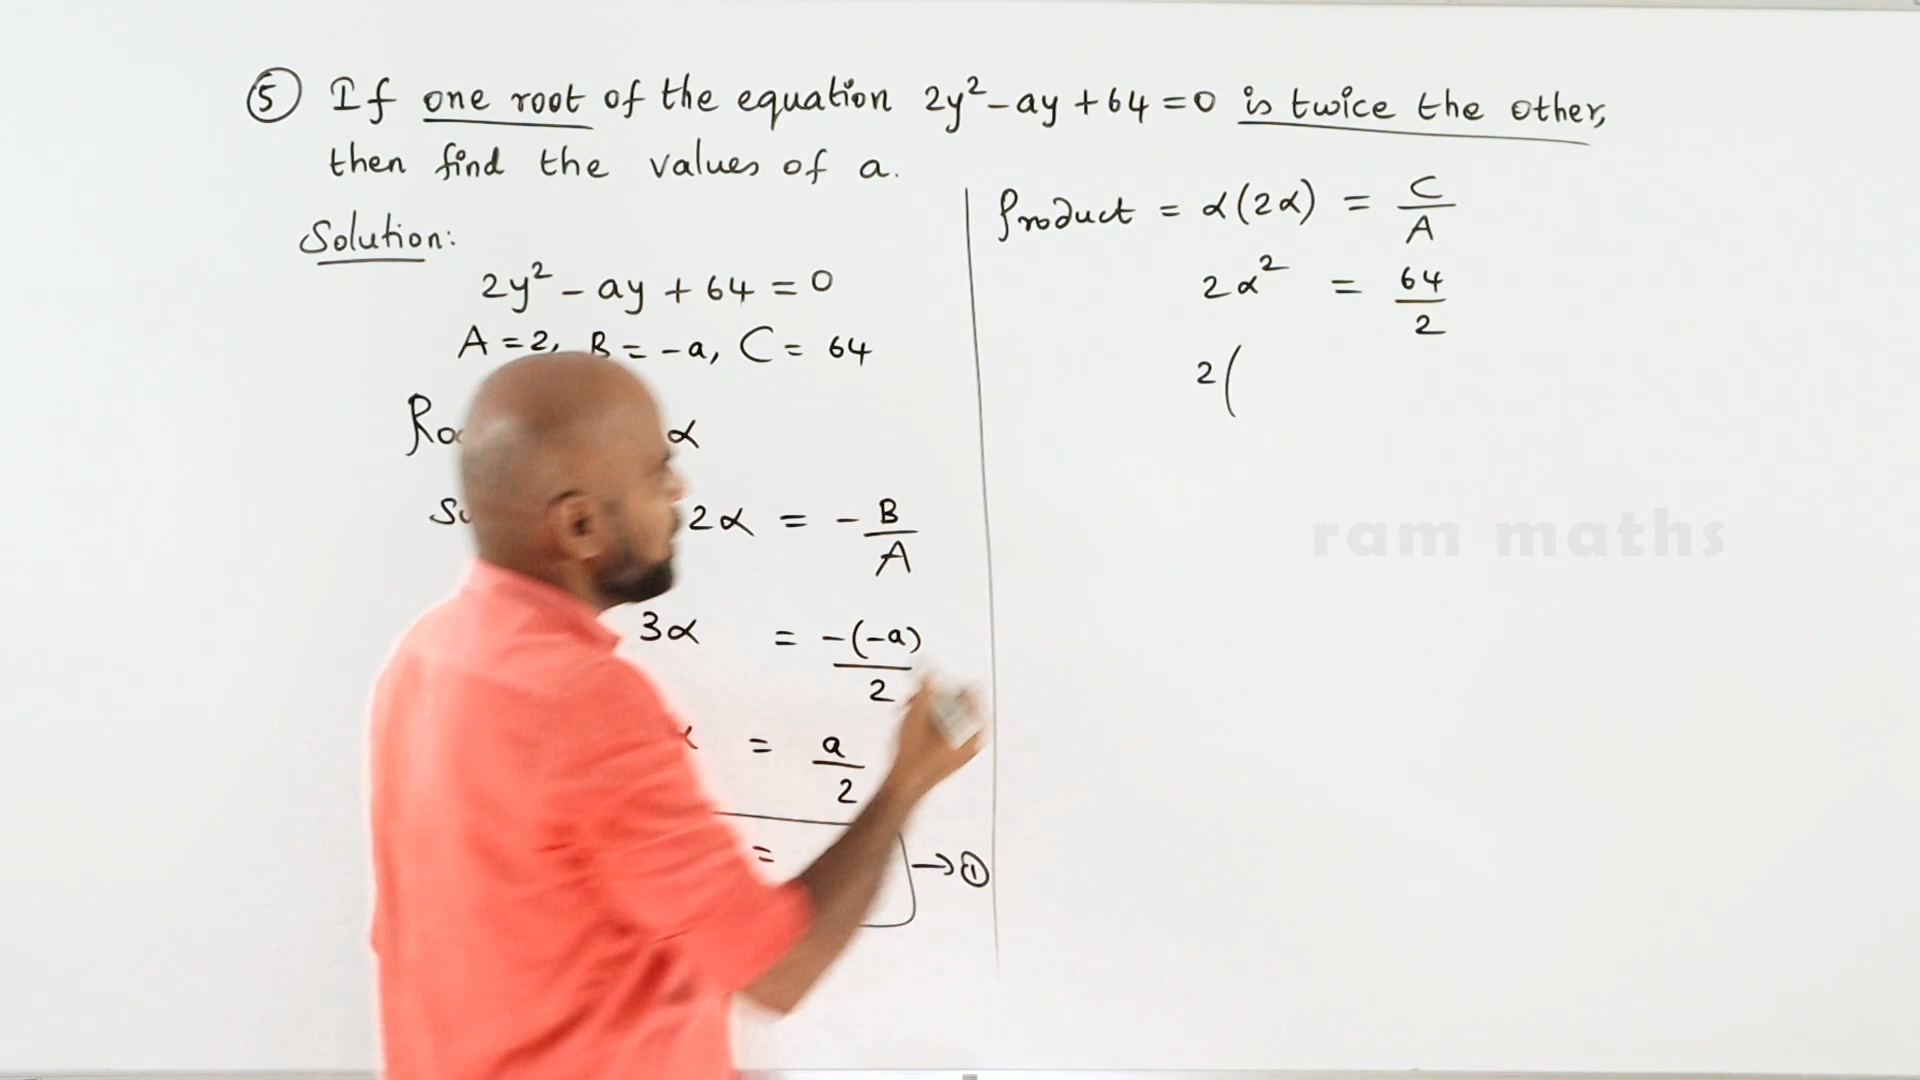 ⑤ If one root of the equation 2y² - ay + 64 = 0 is twice the other,
then find the values of a.
Solution:
2y² - ay + 64 = 0
A = 2, B = -a, C = 64
α
2α = - B/A
3α = -(-a)/2
= a/2
= → ①
Product = α(2α) = C/A
2α² = 64/2
2(
ram maths